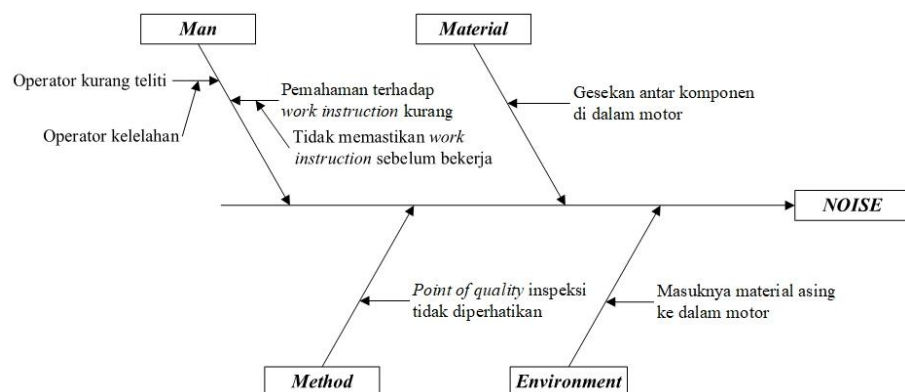 Man
Material
Operator kurang teliti
Operator kelelahan
Pemahaman terhadap
work instruction kurang
Tidak memastikan work
instruction sebelum bekerja
Gesekan antar komponen
di dalam motor
NOISE
Point of quality inspeksi
tidak diperhatikan
Masuknya material asing
ke dalam motor
Method
Environment